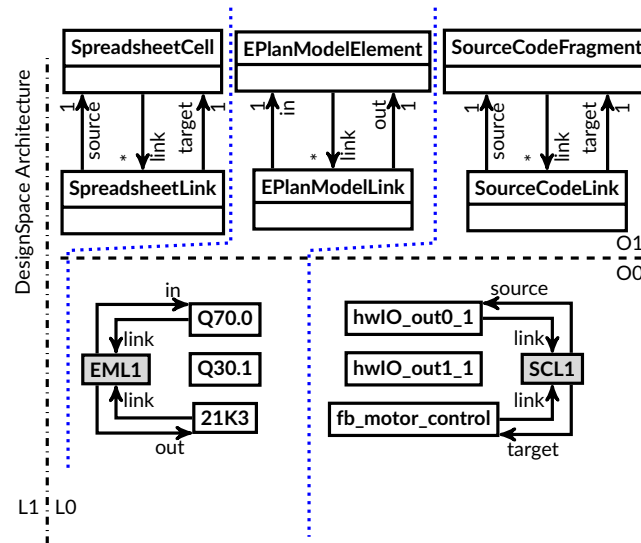 DesignSpace Architecture
SpreadsheetCell
EPlanModelElement
SourceCodeFragment
1
source
*
link
target
1
1
in
*
link
out
1
1
source
*
link
target
1
SpreadsheetLink
EPlanModelLink
SourceCodeLink
O1
O0
in
Q70.0
link
EML1
Q30.1
link
21K3
out
source
hwIO_out0_1
link
hwIO_out1_1
SCL1
link
fb_motor_control
target
L1
L0